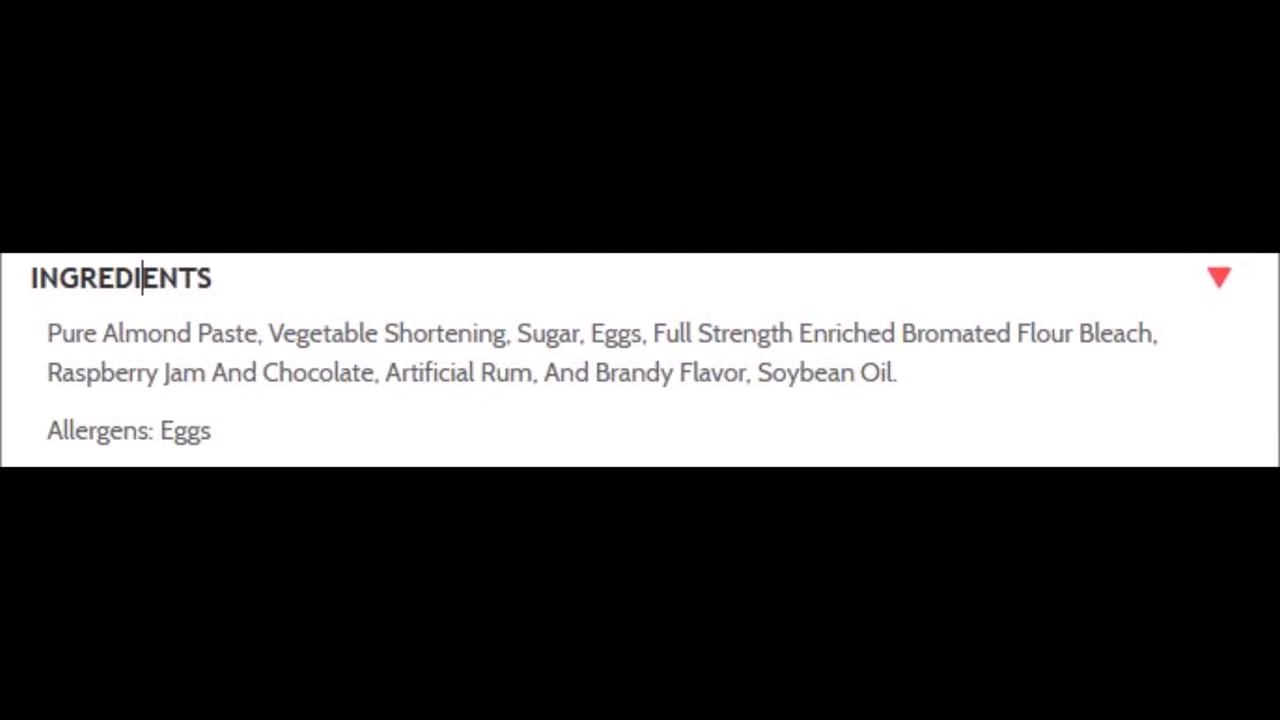 INGREDIENTS
Pure Almond Paste, Vegetable Shortening, Sugar, Eggs, Full Strength Enriched Bromated Flour Bleach,
Raspberry Jam And Chocolate, Artificial Rum, And Brandy Flavor, Soybean Oil.
Allergens: Eggs